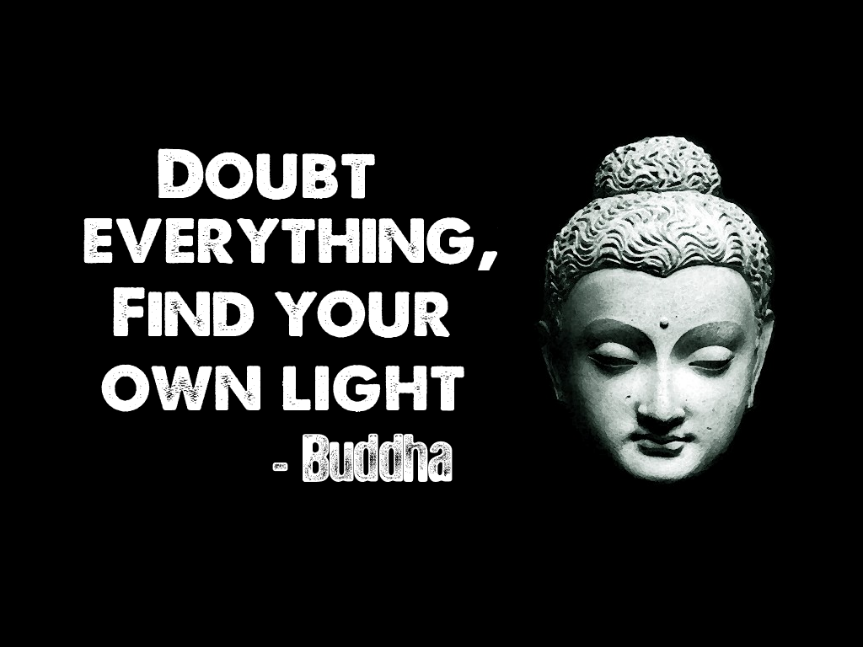 Doubt
everything,
Find your
own light
- Buddha